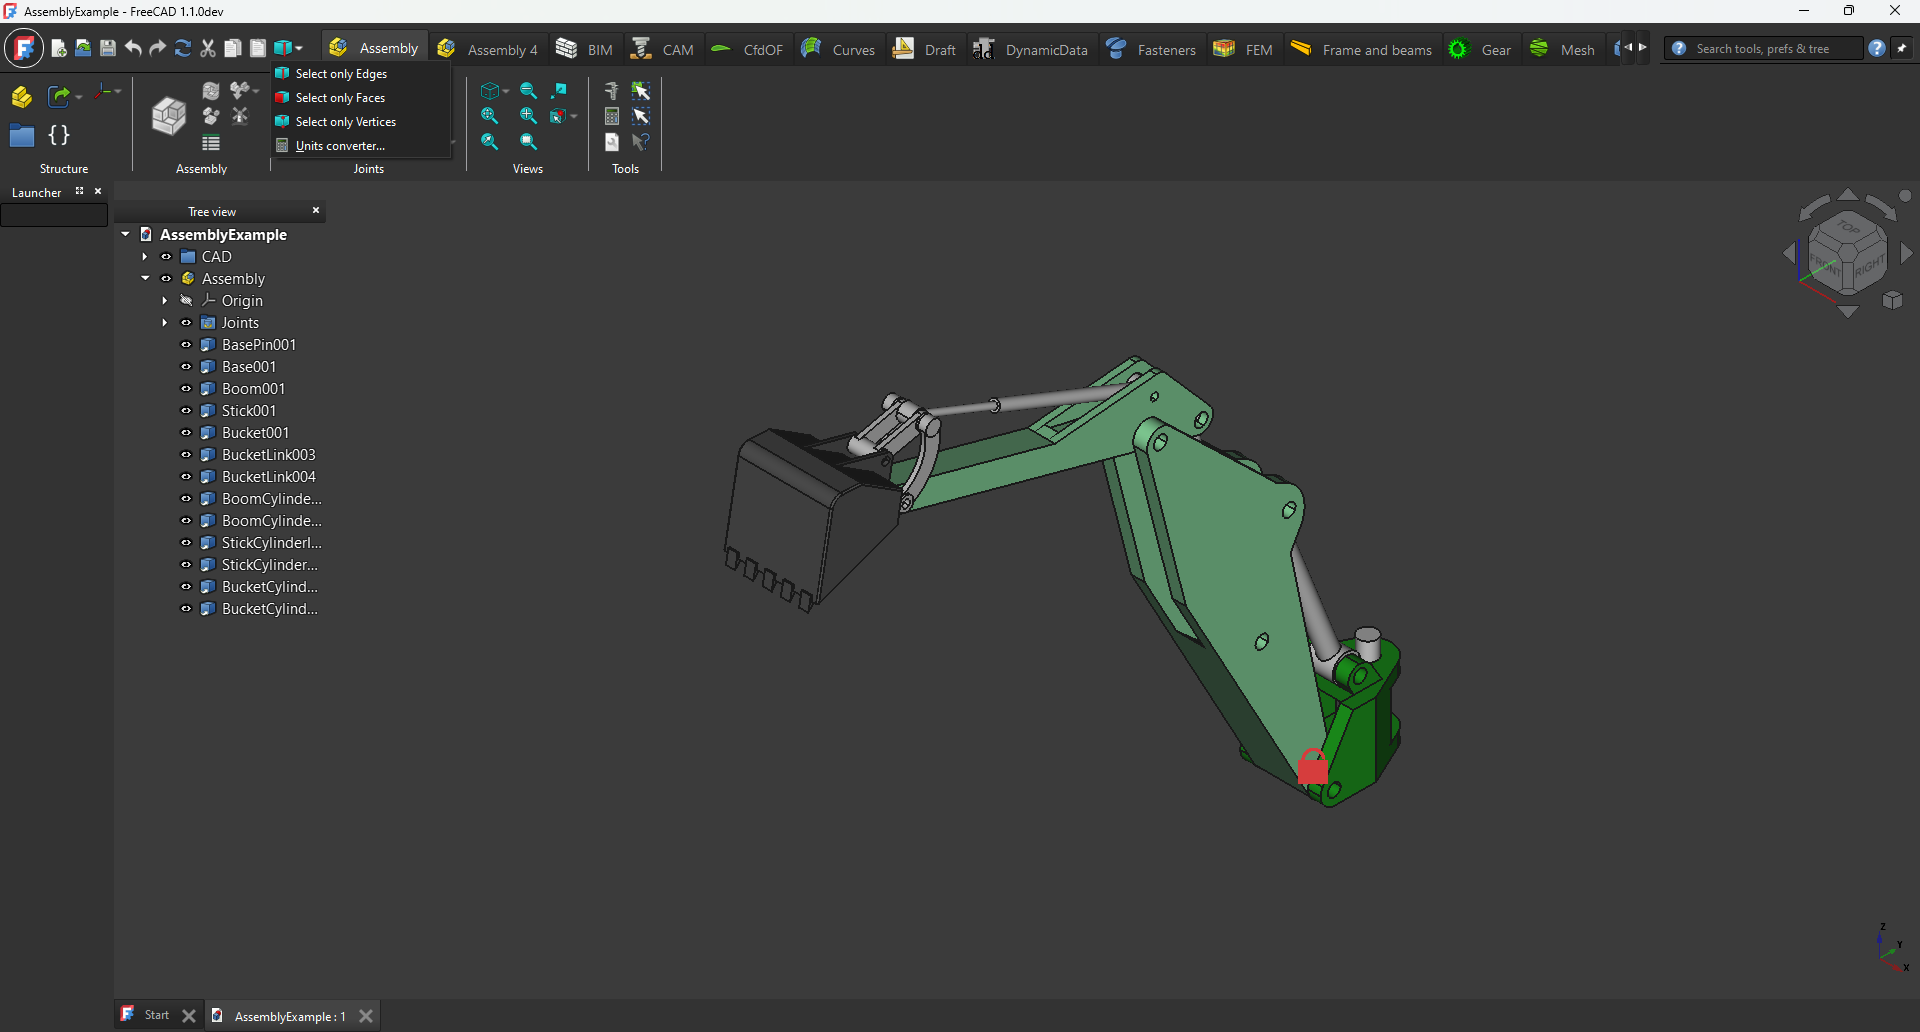 AssemblyExample - FreeCAD 1.1.0dev
Assembly
Assembly 4
BIM
CAM
CfdOF
Curves
Draft
DynamicData
Fasteners
FEM
Frame and beams
Gear
Mesh
Search tools, prefs & tree
Select only Edges
Select only Faces
Select only Vertices
Units converter...
Structure
Assembly
Joints
Views
Tools
Launcher
Tree view
AssemblyExample
CAD
Assembly
Origin
Joints
BasePin001
Base001
Boom001
Stick001
Bucket001
BucketLink003
BucketLink004
BoomCylinde...
BoomCylinde...
StickCylinderI...
StickCylinder...
BucketCylind...
BucketCylind...
TOP
FRONT
RIGHT
Z
Y
X
Start
AssemblyExample : 1